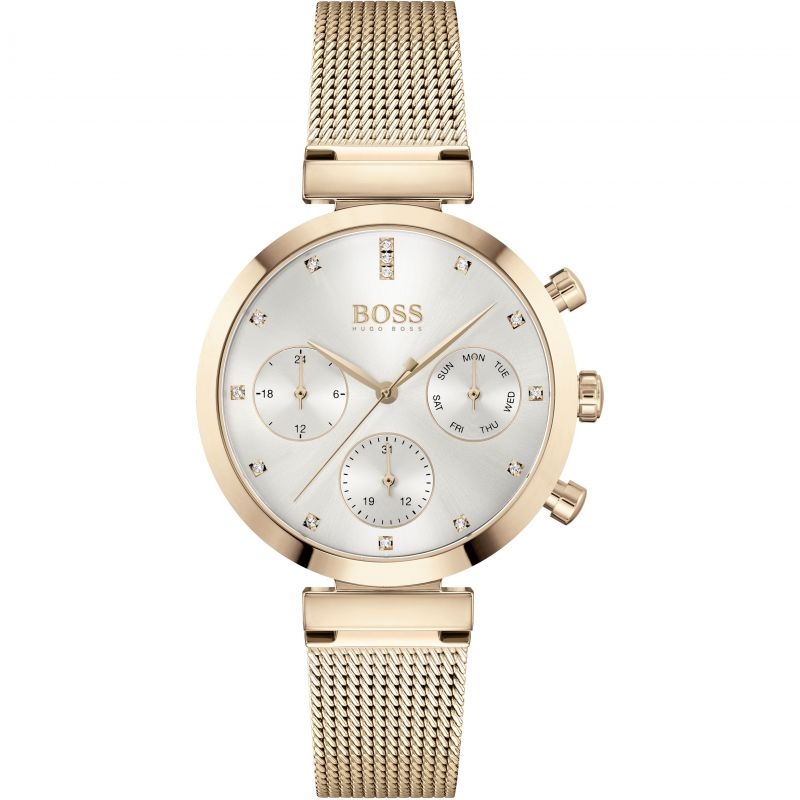 BOSS
HUGO BOSS
24
18 6
12
SUN MON TUE
SAT WED
FRI THU
31
19 12